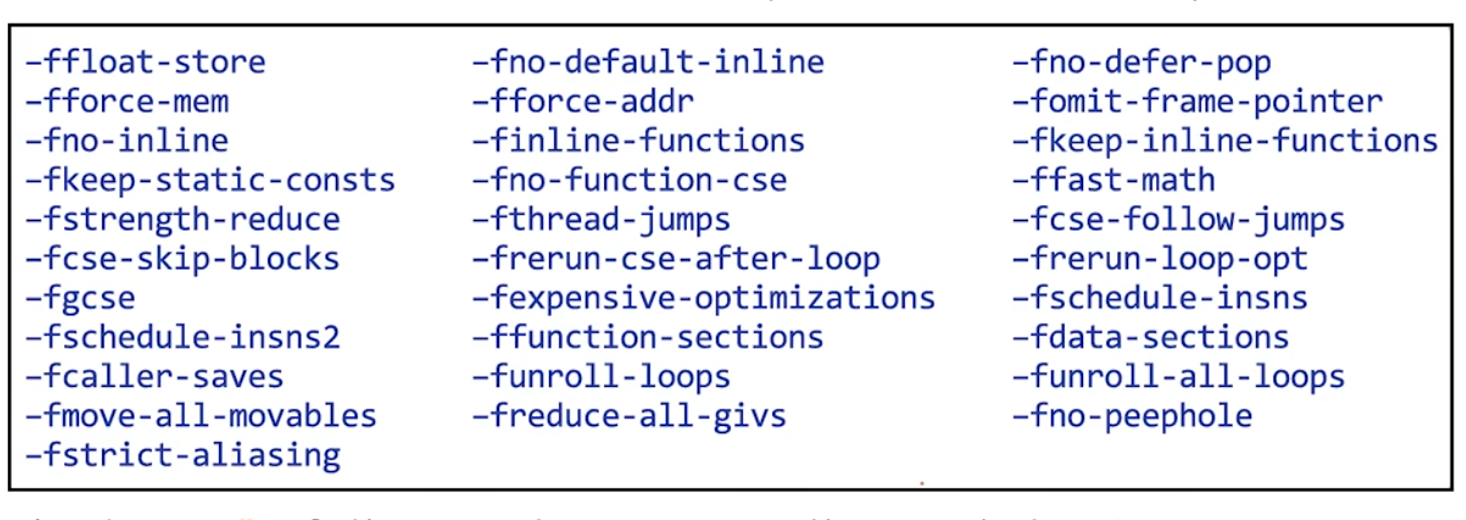 –ffloat-store –fno-default-inline –fno-defer-pop
–fforce-mem –fforce-addr –fomit-frame-pointer
–fno-inline –finline-functions –fkeep-inline-functions
–fkeep-static-consts –fno-function-cse –ffast-math
–fstrength-reduce –fthread-jumps –fcse-follow-jumps
–fcse-skip-blocks –frerun-cse-after-loop –frerun-loop-opt
–fgcse –fexpensive-optimizations –fschedule-insns
–fschedule-insns2 –ffunction-sections –fdata-sections
–fcaller-saves –funroll-loops –funroll-all-loops
–fmove-all-movables –freduce-all-givs –fno-peephole
–fstrict-aliasing